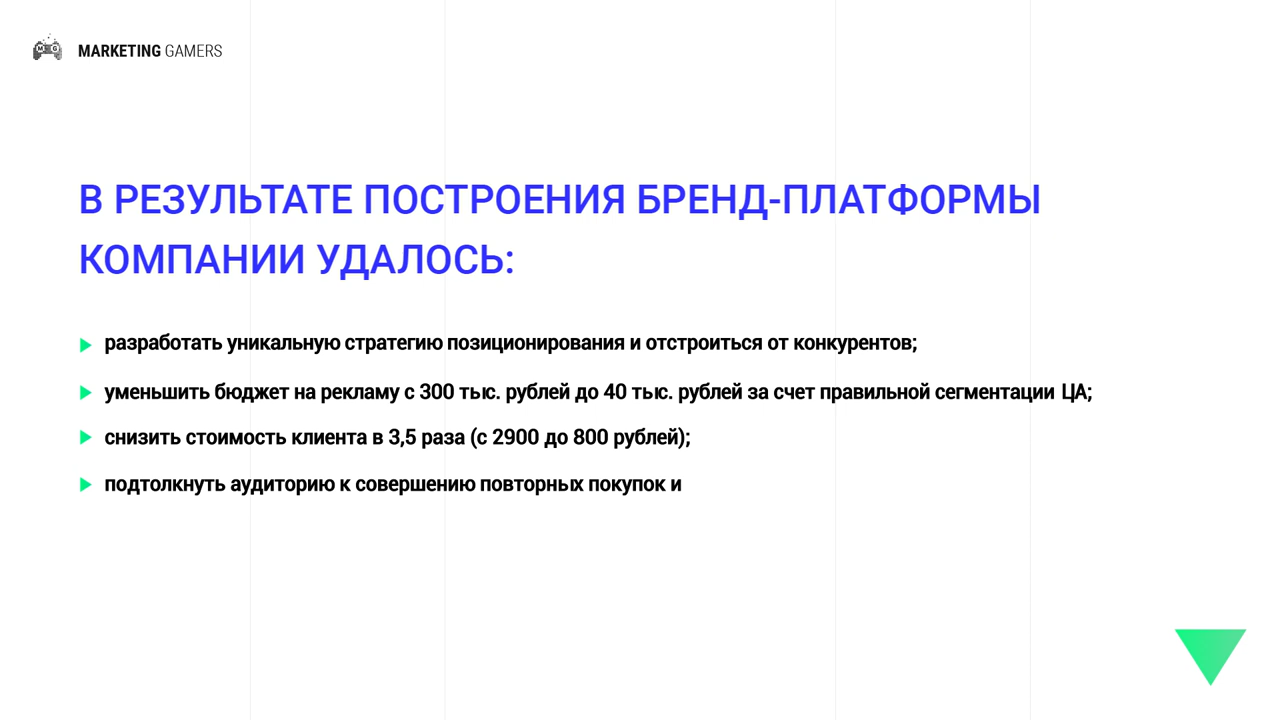 MARKETING GAMERS
В РЕЗУЛЬТАТЕ ПОСТРОЕНИЯ БРЕНД-ПЛАТФОРМЫ
КОМПАНИИ УДАЛОСЬ:
разработать уникальную стратегию позиционирования и отстроиться от конкурентов;
уменьшить бюджет на рекламу с 300 тыс. рублей до 40 тыс. рублей за счет правильной сегментации ЦА;
снизить стоимость клиента в 3,5 раза (с 2900 до 800 рублей);
подтолкнуть аудиторию к совершению повторных покупок и